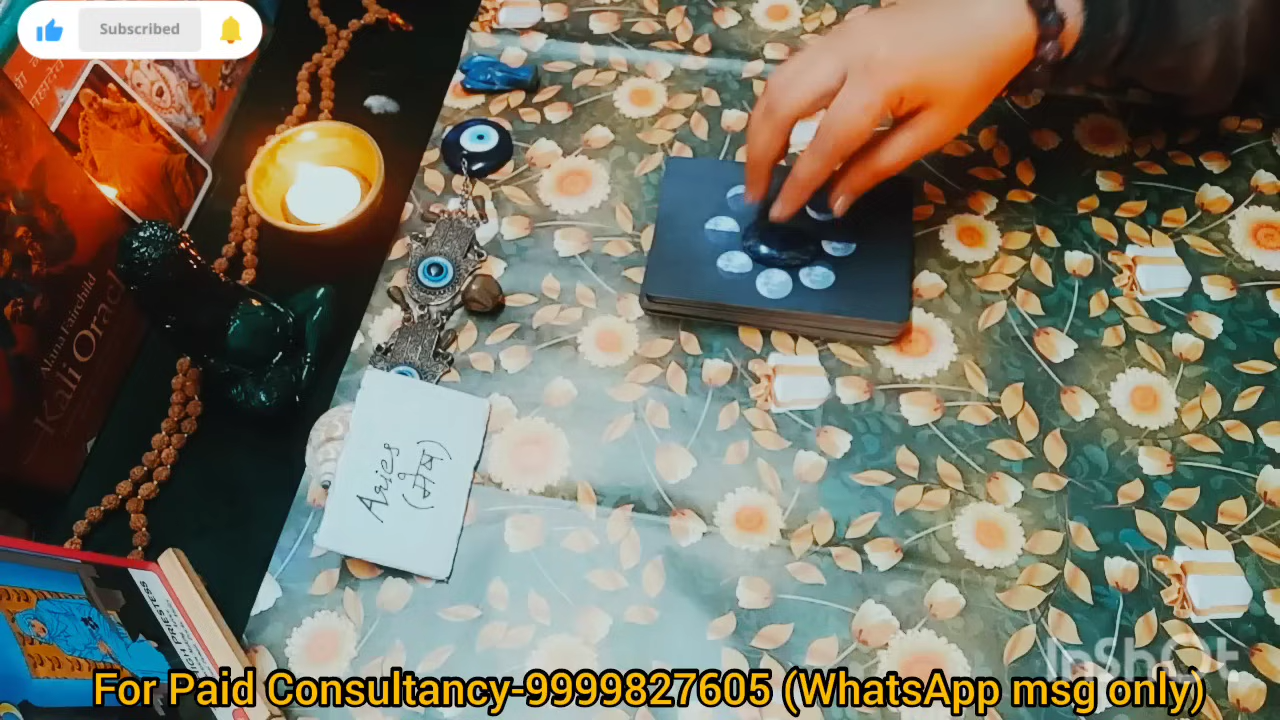 Subscribed
Alana Fairchild
Kali Oracle
Aries
(मेष)
HIGH PRIESTESS
For Paid Consultancy-9999827605 (WhatsApp msg only)
InShOt